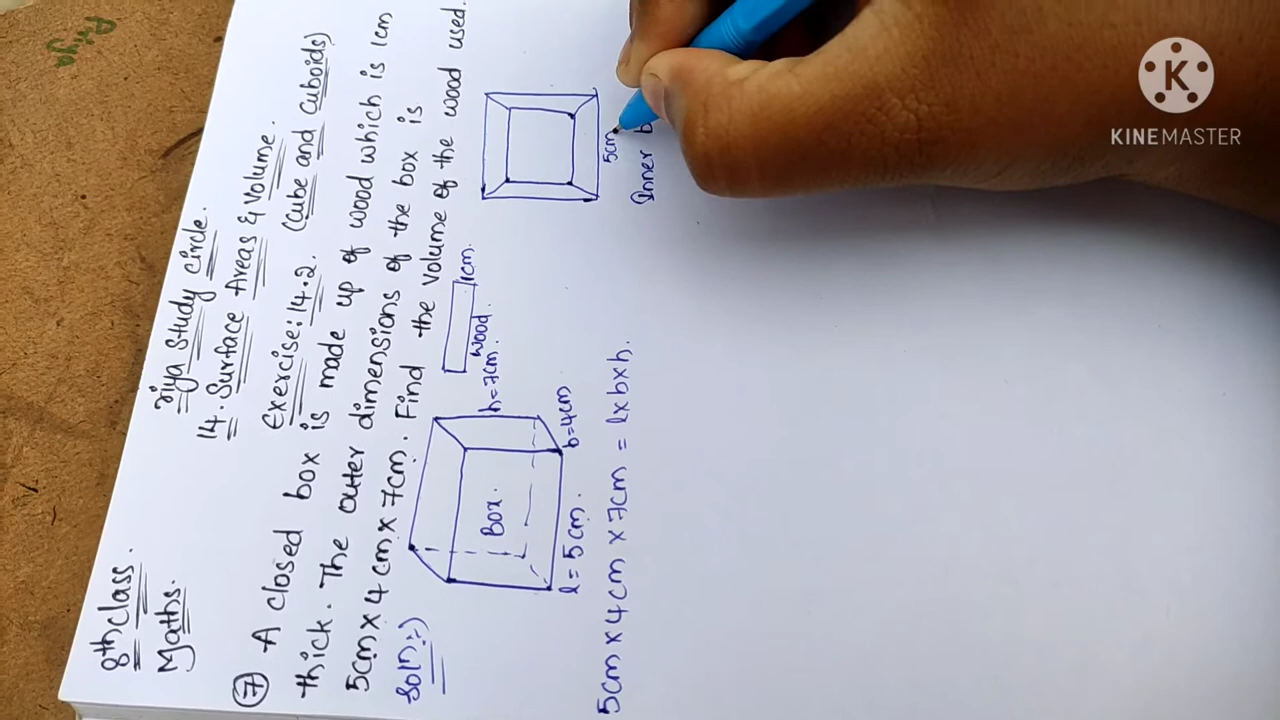 8th class.
Maths.
Riya Study circle.
14. Surface Areas & Volume.
Exercise: 14.2. (Cube and cuboids)
7 A closed box is made up of wood which is 1cm
thick. The outer dimensions of the box is
5cm x 4cm x 7cm. Find the volume of the wood used.
Soln:-)
Box.
l = 5cm.
b = 4cm
h = 7cm.
wood
1cm.
5cm
Inner b
5cm x 4cm x 7cm = l x b x h.
Priya
KINEMASTER